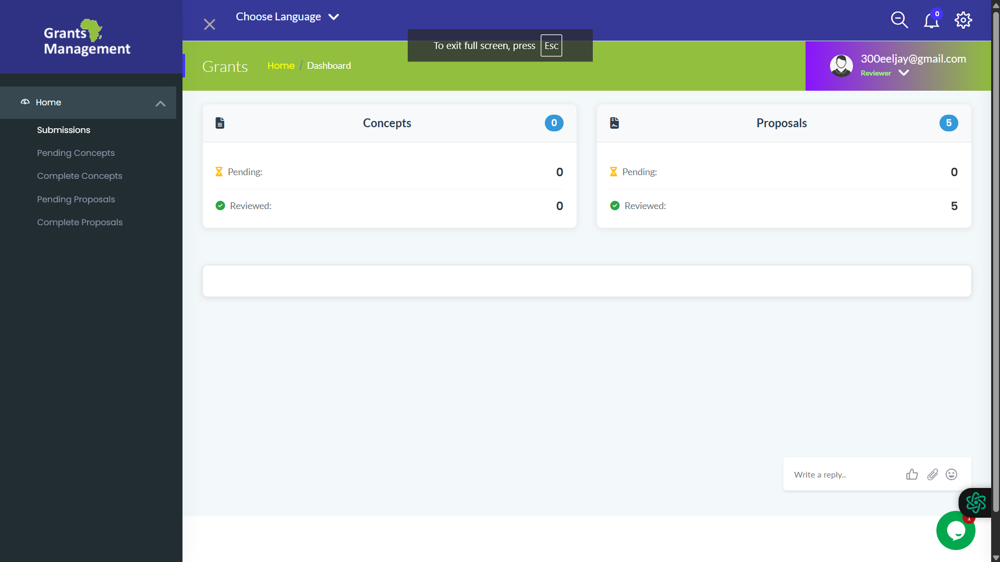 Grants
Management
Choose Language
0
To exit full screen, press Esc
Grants
Home / Dashboard
300eeljay@gmail.com
Reviewer
Home
Submissions
Pending Concepts
Complete Concepts
Pending Proposals
Complete Proposals
Concepts
0
Pending:
0
Reviewed:
0
Proposals
5
Pending:
0
Reviewed:
5
Write a reply..
1